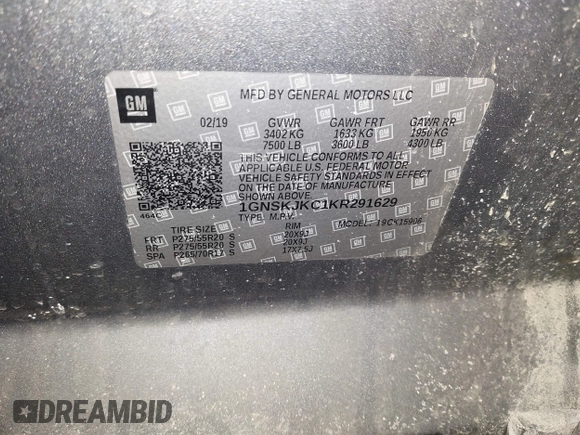 GM
MFD BY GENERAL MOTORS LLC
02/19 GVWR GAWR FRT GAWR RR
3402 KG 1633 KG 1950 KG
7500 LB 3600 LB 4300 LB
THIS VEHICLE CONFORMS TO ALL
APPLICABLE U.S. FEDERAL MOTOR
VEHICLE SAFETY STANDARDS IN EFFECT
ON THE DATE OF MANUFACTURE
SHOWN ABOVE.
1GNSKJKC1KR291629
464C TYPE: M.P.V. MODEL: 19CK15906
TIRE SIZE RIM
FRT P275/55R20 S 20X9J
RR P275/55R20 S 20X9J
SPA P265/70R17 S 17X7.5J
DREAMBID